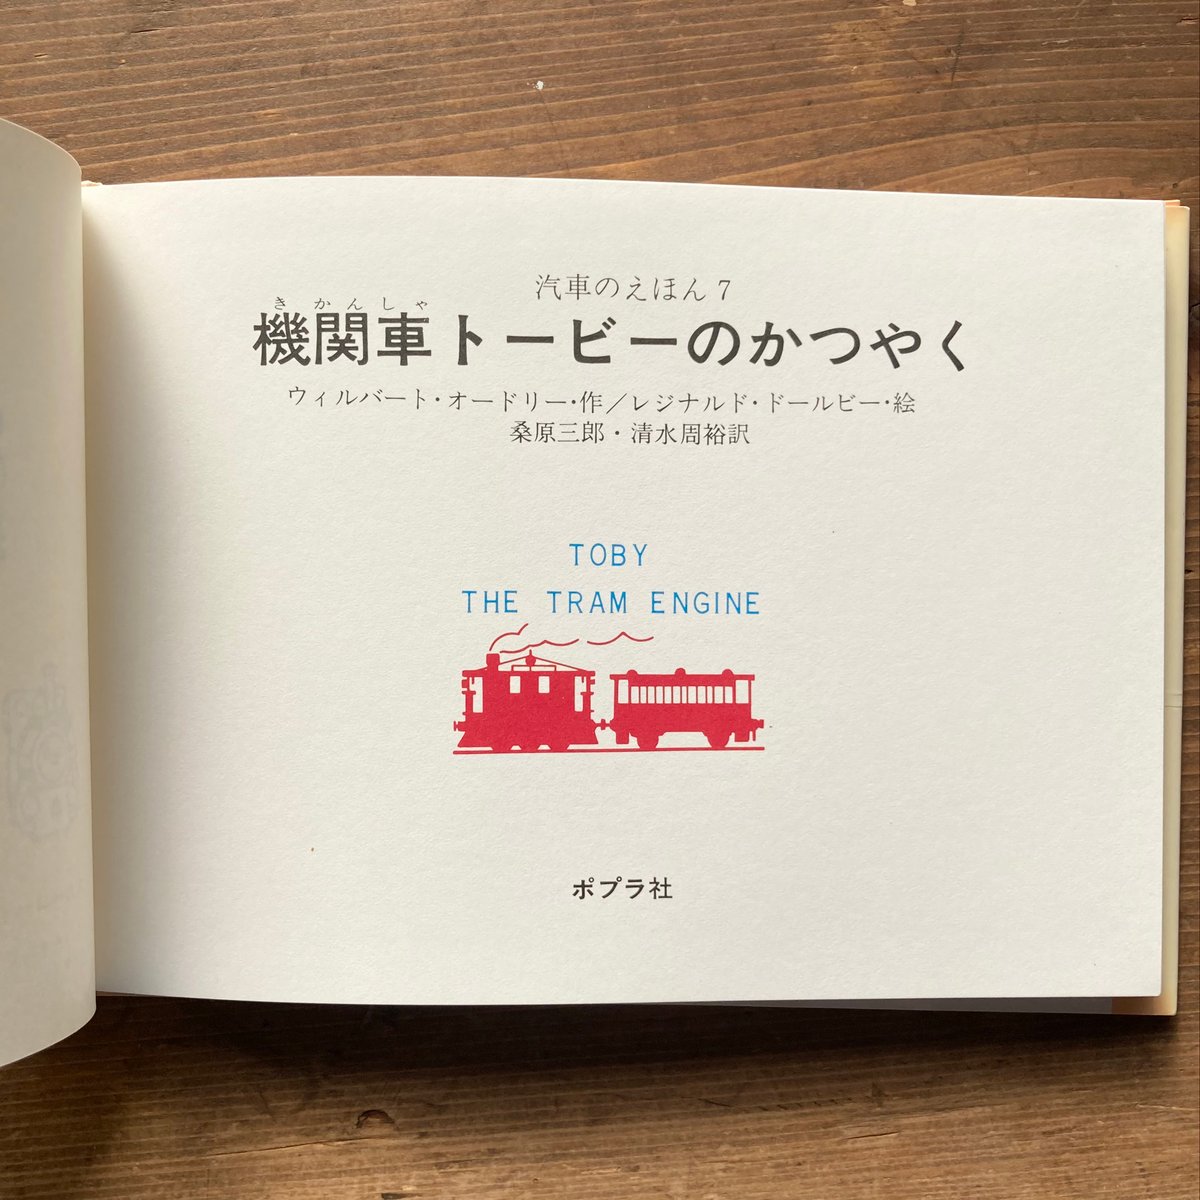 汽車のえほん7
きかんしゃ
機関車トービーのかつやく
ウィルバート・オードリー・作／レジナルド・ドールビー・絵
桑原三郎・清水周裕訳
TOBY
THE TRAM ENGINE
ポプラ社